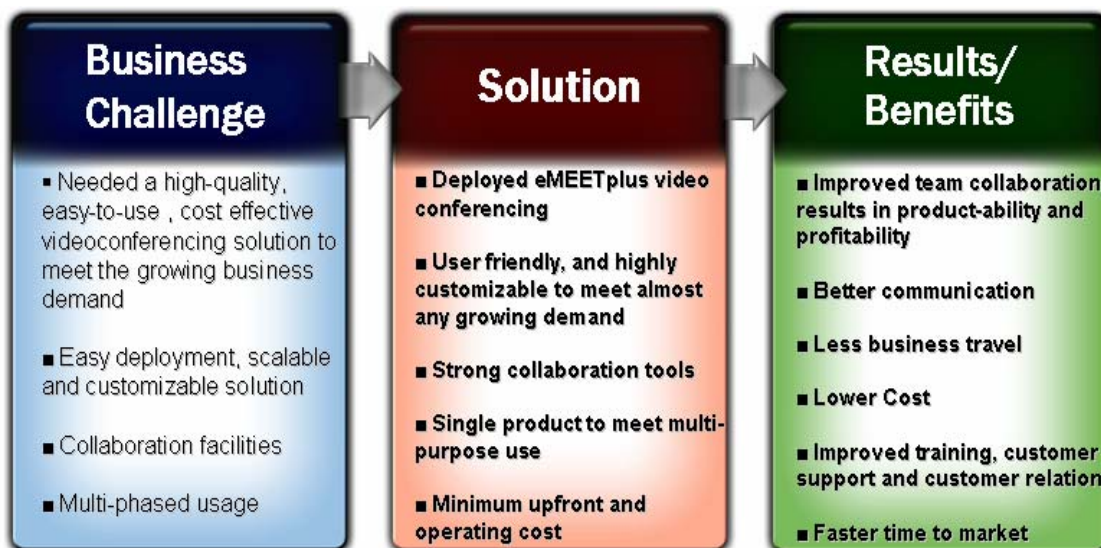 Business
Challenge
▪ Needed a high-quality,
easy-to-use , cost effective
videoconferencing solution to
meet the growing business
demand
■ Easy deployment, scalable
and customizable solution
■ Collaboration facilities
■ Multi-phased usage
Solution
■ Deployed eMEETplus video
conferencing
■ User friendly, and highly
customizable to meet almost
any growing demand
■ Strong collaboration tools
■ Single product to meet multi-
purpose use
■ Minimum upfront and
operating cost
Results/
Benefits
■ Improved team collaboration
results in product-ability and
profitability
■ Better communication
■ Less business travel
■ Lower Cost
■ Improved training, customer
support and customer relation
■ Faster time to market